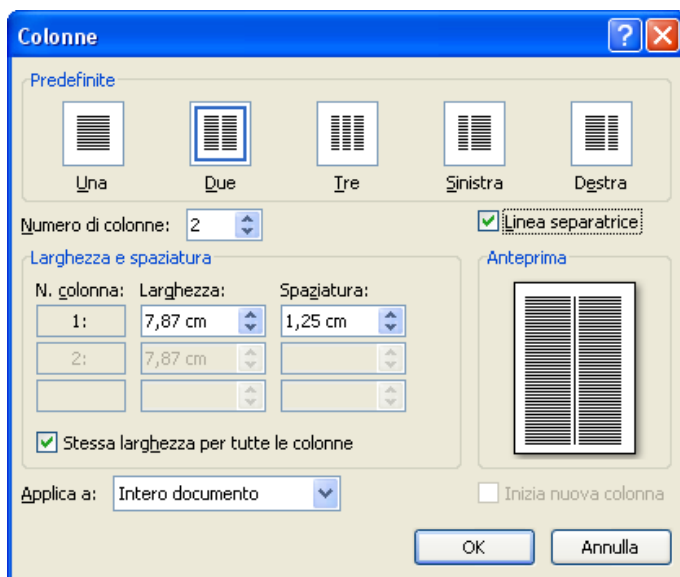 Colonne
Predefinite
Una Due Tre Sinistra Destra
Numero di colonne: 2 Linea separatrice
Larghezza e spaziatura Anteprima
N. colonna: Larghezza: Spaziatura:
1: 7,87 cm 1,25 cm
2: 7,87 cm
Stessa larghezza per tutte le colonne
Applica a: Intero documento Inizia nuova colonna
OK Annulla